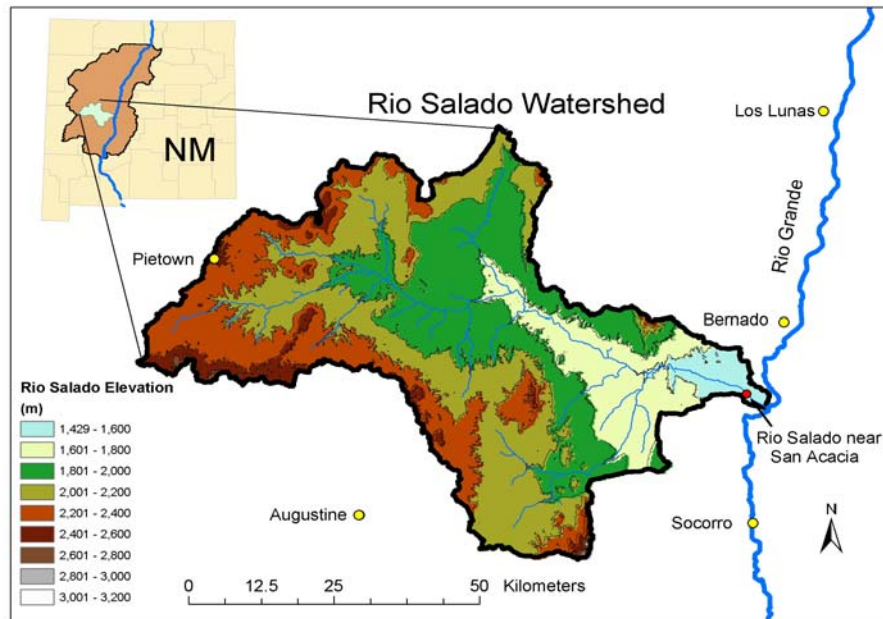 Rio Salado Watershed
NM
Los Lunas
Rio Grande
Pietown
Bernado
Rio Salado Elevation
(m)
1,429 - 1,600
1,601 - 1,800
1,801 - 2,000
2,001 - 2,200
2,201 - 2,400
2,401 - 2,600
2,601 - 2,800
2,801 - 3,000
3,001 - 3,200
Rio Salado near
San Acacia
Augustine
Socorro
N
0 12.5 25 50 Kilometers